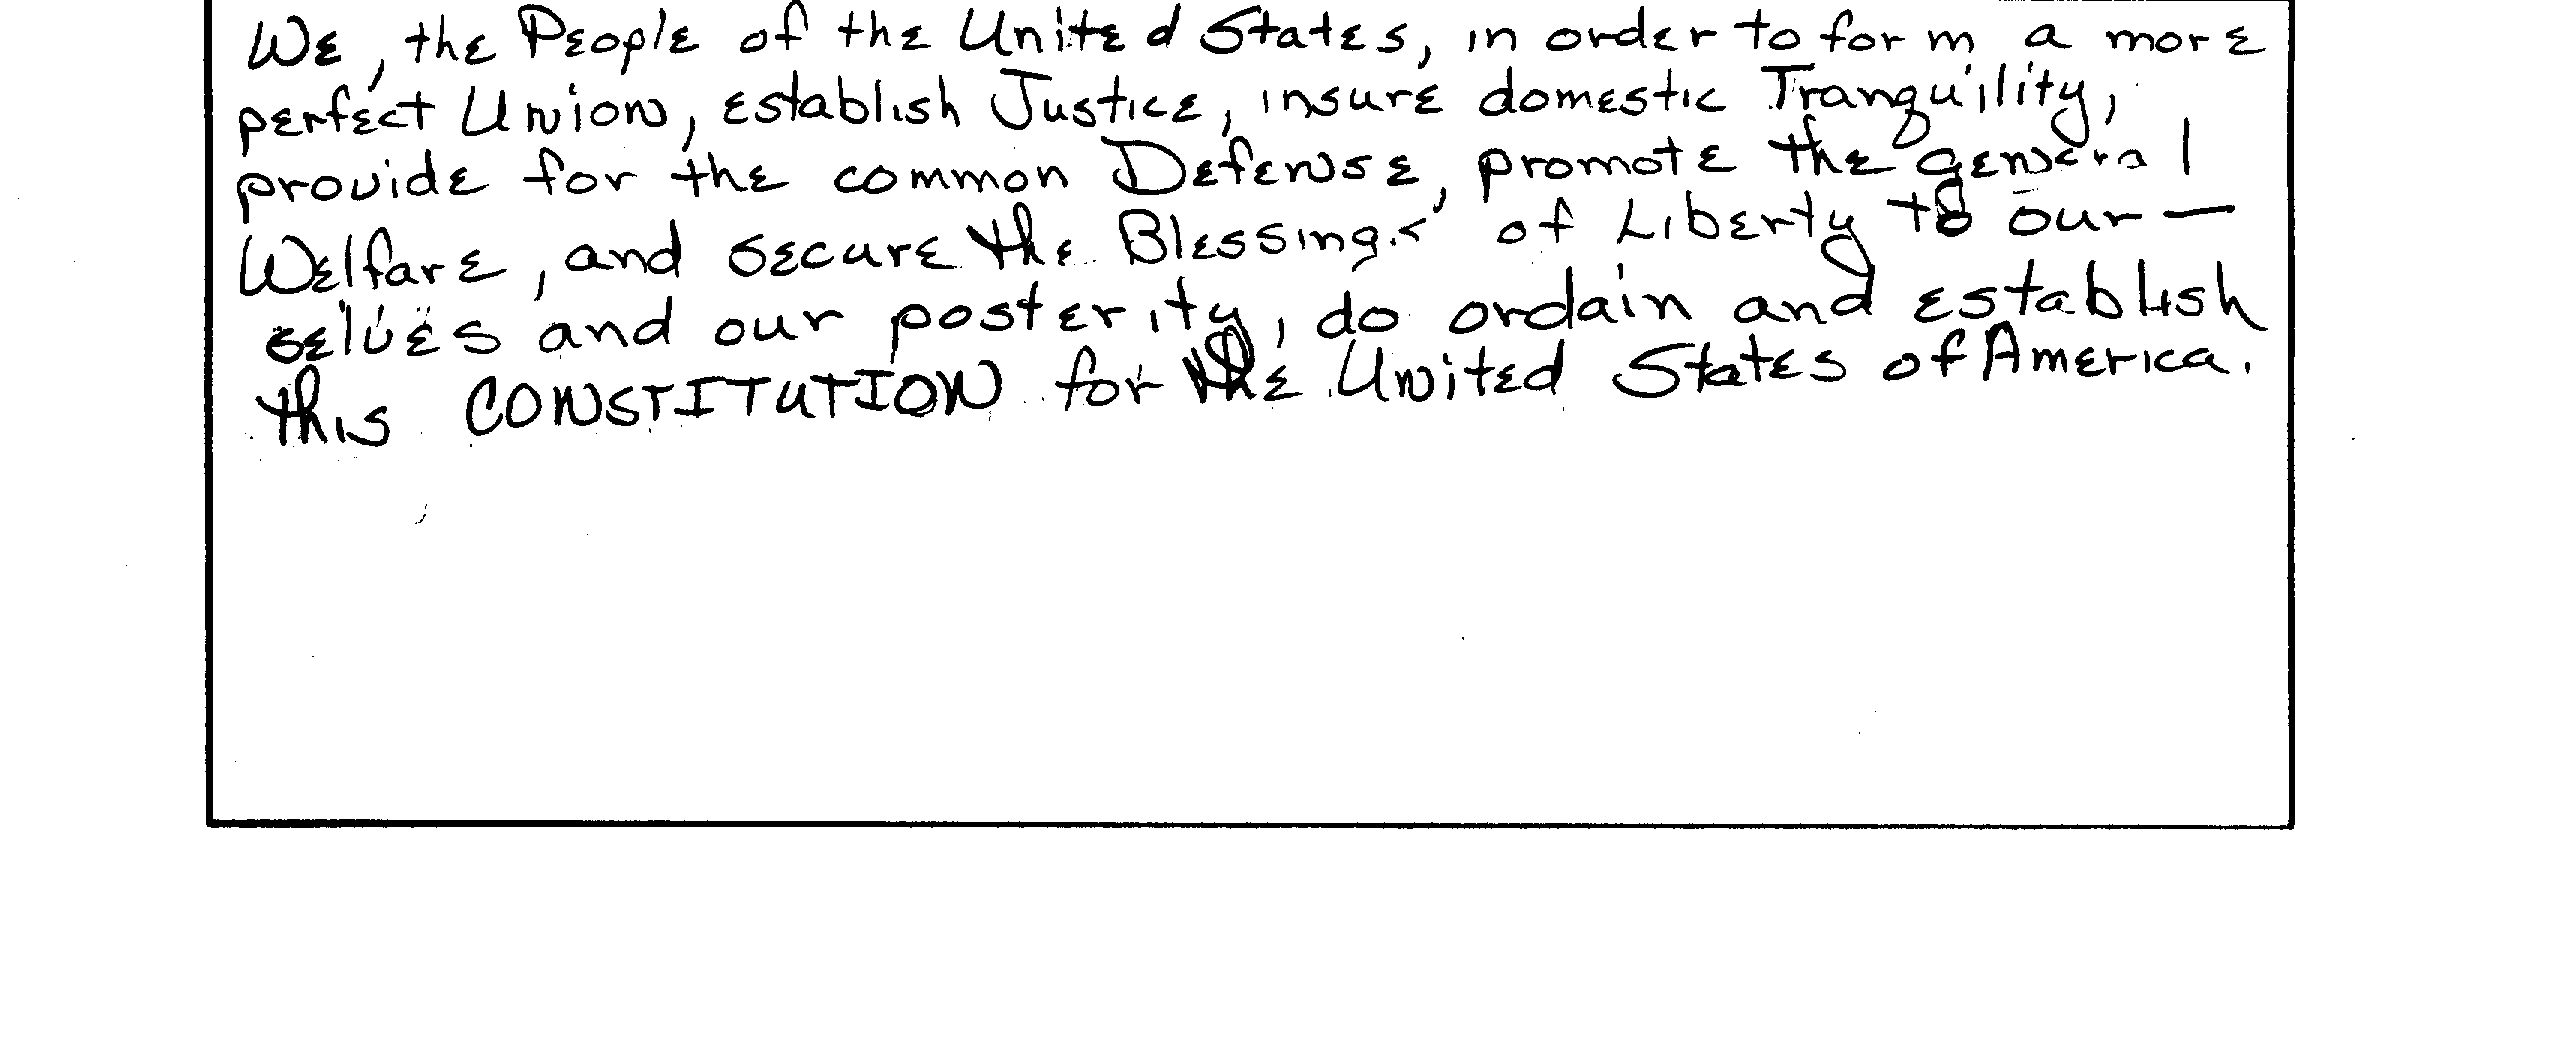 We, the People of the United States, in order to form a more
perfect Union, establish Justice, insure domestic Tranquility,
provide for the common Defense, promote the general
Welfare, and secure the Blessings of Liberty to our —
selves and our posterity, do ordain and establish
this CONSTITUTION for the United States of America.